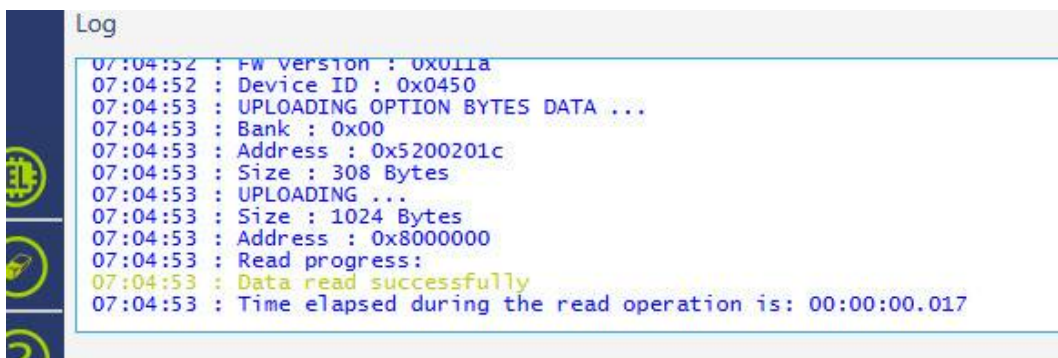 Log
07:04:52 : FW version : 0x011a
07:04:52 : Device ID : 0x0450
07:04:53 : UPLOADING OPTION BYTES DATA ...
07:04:53 : Bank : 0x00
07:04:53 : Address : 0x5200201c
07:04:53 : Size : 308 Bytes
07:04:53 : UPLOADING ...
07:04:53 : Size : 1024 Bytes
07:04:53 : Address : 0x8000000
07:04:53 : Read progress:
07:04:53 : Data read successfully
07:04:53 : Time elapsed during the read operation is: 00:00:00.017